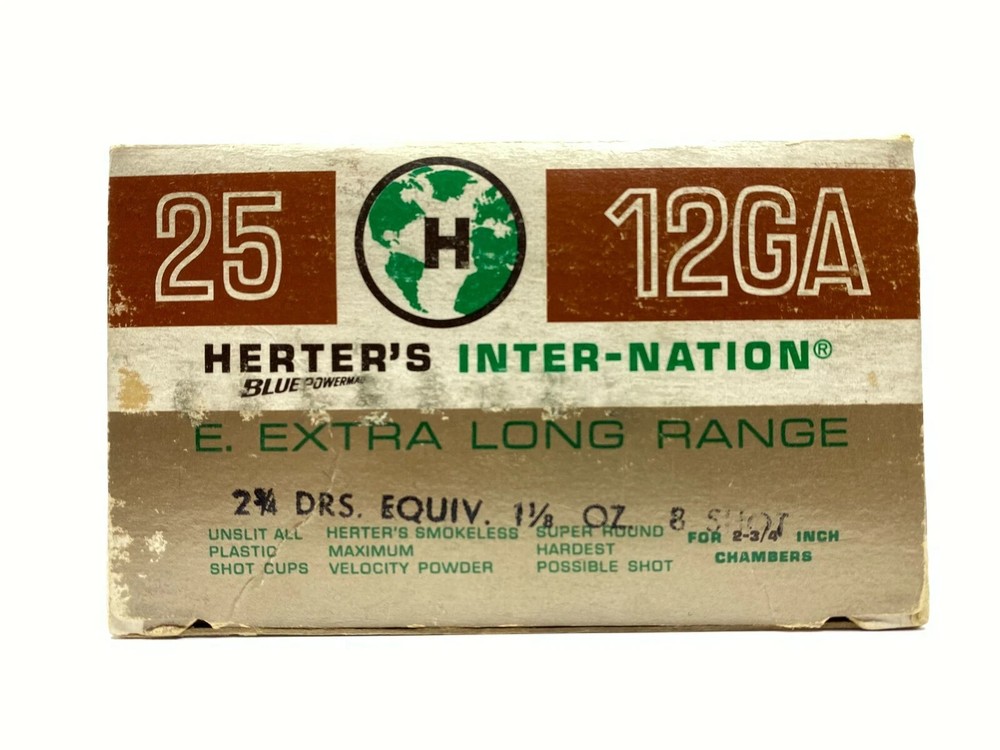 25 H 12GA
HERTER'S INTER-NATION®
BLUE
E. EXTRA LONG RANGE
2¾ DRS. EQUIV. 1⅛ OZ. 8 SHOT
UNSLIT ALL HERTER'S SMOKELESS SUPER ROUND FOR 2-3/4 INCH
PLASTIC MAXIMUM HARDEST CHAMBERS
SHOT CUPS VELOCITY POWDER POSSIBLE SHOT